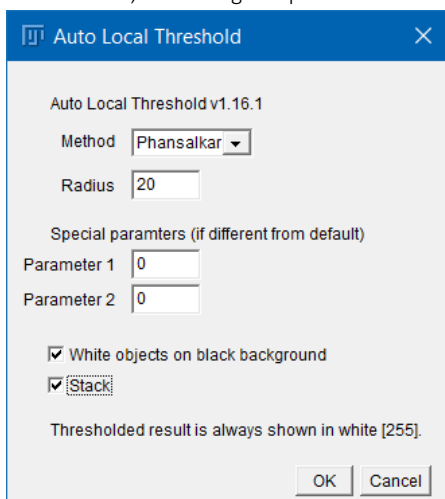 Auto Local Threshold
Auto Local Threshold v1.16.1
Method Phansalkar
Radius 20
Special paramters (if different from default)
Parameter 1 0
Parameter 2 0
White objects on black background
Stack
Thresholded result is always shown in white [255].
OK Cancel